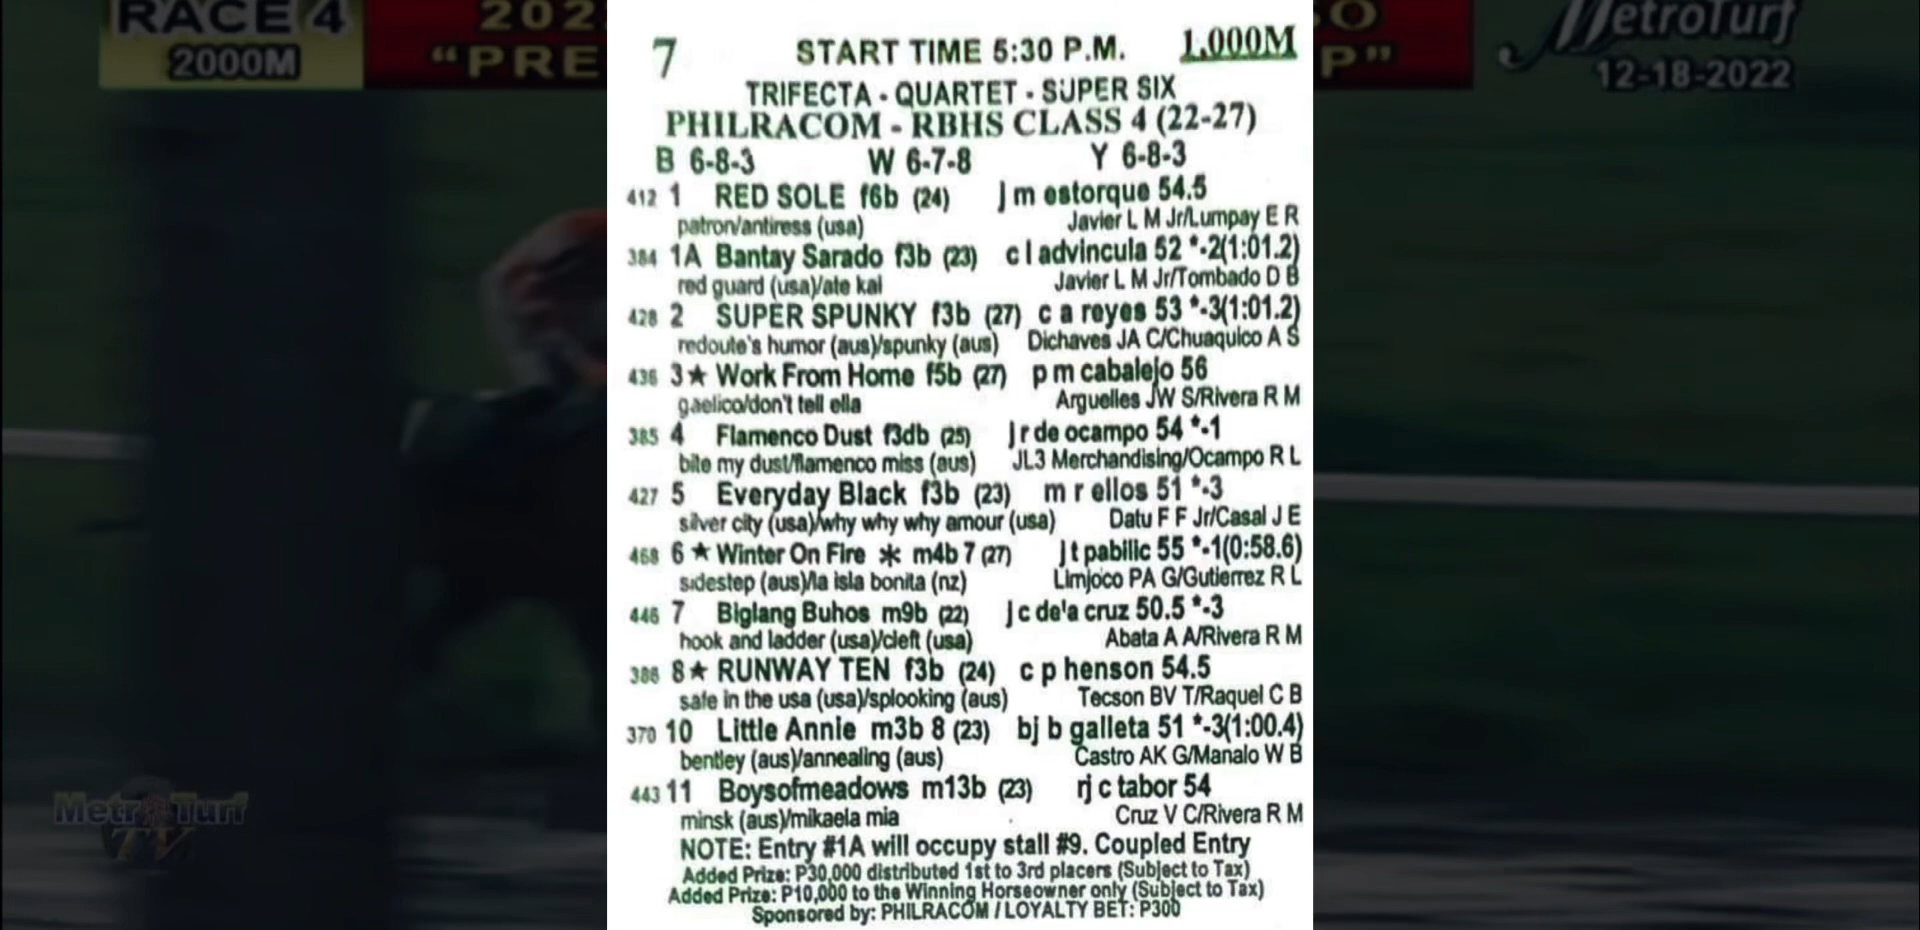 RACE 4
2000M
202
"PRE
O
P"
MetroTurf
12-18-2022
7 START TIME 5:30 P.M. 1,000M
TRIFECTA - QUARTET - SUPER SIX
PHILRACOM - RBHS CLASS 4 (22-27)
B 6-8-3 W 6-7-8 Y 6-8-3
412 1 RED SOLE f6b (24) j m estorque 54.5
patron/antiress (usa) Javier L M Jr/Lumpay E R
384 1A Bantay Sarado f3b (23) c l advincula 52 *-2(1:01.2)
red guard (usa)/ate kai Javier L M Jr/Tombado D B
428 2 SUPER SPUNKY f3b (27) c a reyes 53 *-3(1:01.2)
redoute's humor (aus)/spunky (aus) Dichaves JA C/Chuaquico A S
436 3★ Work From Home f5b (27) p m cabalejo 56
gaelico/don't tell ella Arguelles JW S/Rivera R M
385 4 Flamenco Dust f3db (25) j r de ocampo 54 *-1
bite my dust/flamenco miss (aus) JL3 Merchandising/Ocampo R L
427 5 Everyday Black f3b (23) m r ellos 51 *-3
silver city (usa)/why why why amour (usa) Datu F F Jr/Casal J E
468 6 ★ Winter On Fire * m4b 7 (27) j t pabilic 55 *-1(0:58.6)
sidestep (aus)/la isla bonita (nz) Limjoco PA G/Gutierrez R L
446 7 Biglang Buhos m9b (22) j c de'a cruz 50.5 *-3
hook and ladder (usa)/cleft (usa) Abata A A/Rivera R M
386 8★ RUNWAY TEN f3b (24) c p henson 54.5
safe in the usa (usa)/splooking (aus) Tecson BV T/Raquel C B
370 10 Little Annie m3b 8 (23) bj b galleta 51 *-3(1:00.4)
bentley (aus)/annealing (aus) Castro AK G/Manalo W B
443 11 Boysofmeadows m13b (23) rj c tabor 54
minsk (aus)/mikaela mia Cruz V C/Rivera R M
NOTE: Entry #1A will occupy stall #9. Coupled Entry
Added Prize: P30,000 distributed 1st to 3rd placers (Subject to Tax)
Added Prize: P10,000 to the Winning Horseowner only (Subject to Tax)
Sponsored by: PHILRACOM / LOYALTY BET: P300
MetroTurf
TV